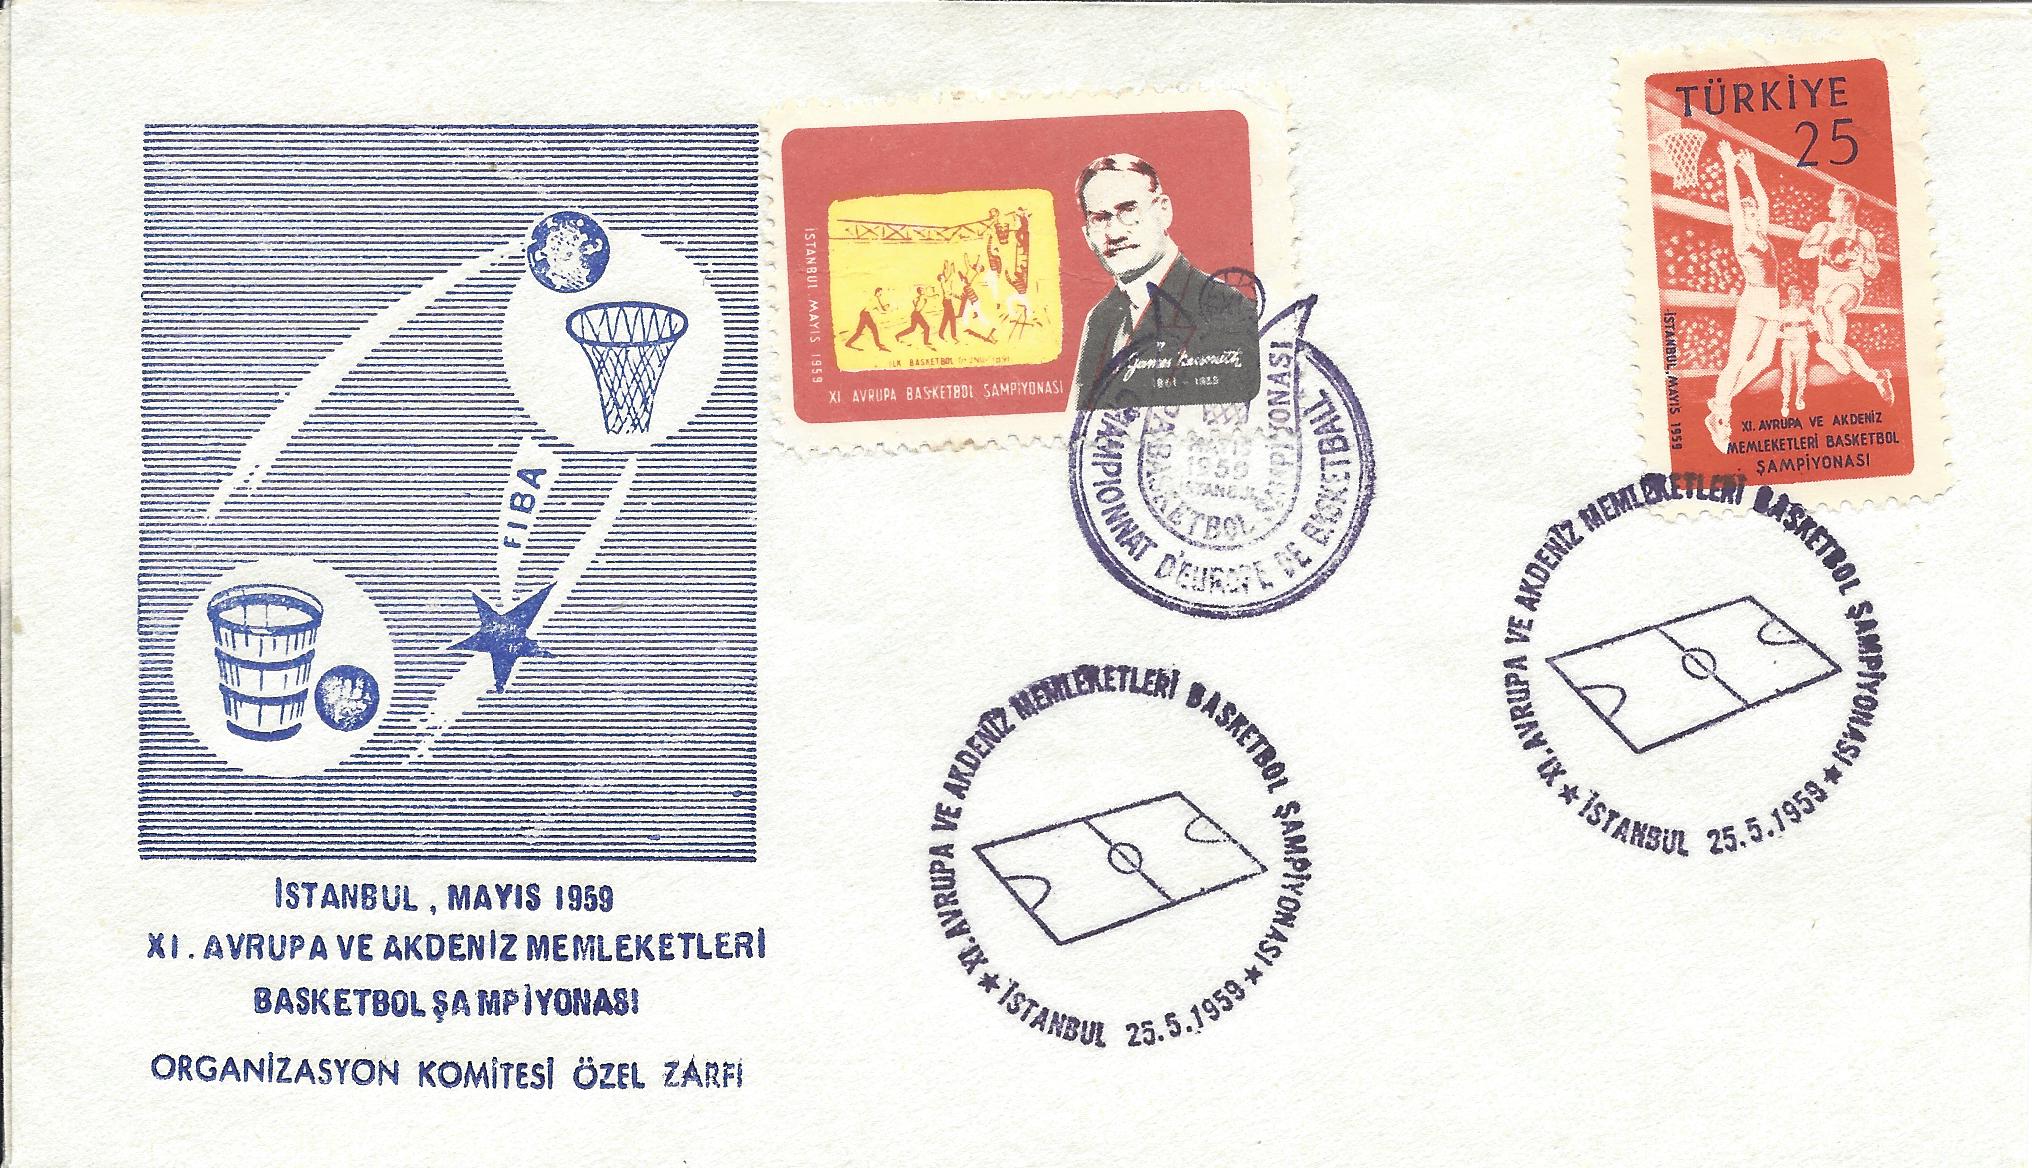 FIBA
İSTANBUL, MAYIS 1959
XI. AVRUPA VE AKDENİZ MEMLEKETLERİ
BASKETBOL ŞAMPİYONASI
ORGANİZASYON KOMİTESİ ÖZEL ZARFI
İSTANBUL, MAYIS 1959
İLK BASKETBOL
XI AVRUPA BASKETBOL ŞAMPİYONASI
James
1861 - 1939
CHAMPIONNAT D'EUROPE DE BASKETBALL
BASKETBOL ŞAMPİYONASI
MAYIS
İSTANBUL
TÜRKİYE
25
İSTANBUL, MAYIS 1959
XI. AVRUPA VE AKDENİZ
MEMLEKETLERİ BASKETBOL
ŞAMPİYONASI
XI. AVRUPA VE AKDENİZ MEMLEKETLERİ BASKETBOL ŞAMPİYONASI
★ İSTANBUL 25.5.1959 ★
XI. AVRUPA VE AKDENİZ MEMLEKETLERİ BASKETBOL ŞAMPİYONASI
★ İSTANBUL 25.5.1959 ★